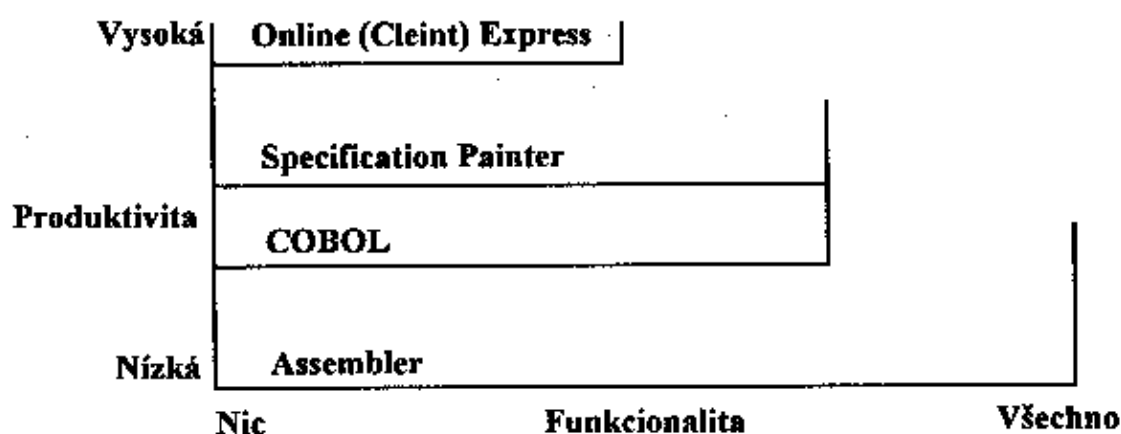 Vysoká Online (Cleint) Express
Specification Painter
Produktivita
COBOL
Nízká Assembler
Nic Funkcionalita Všechno